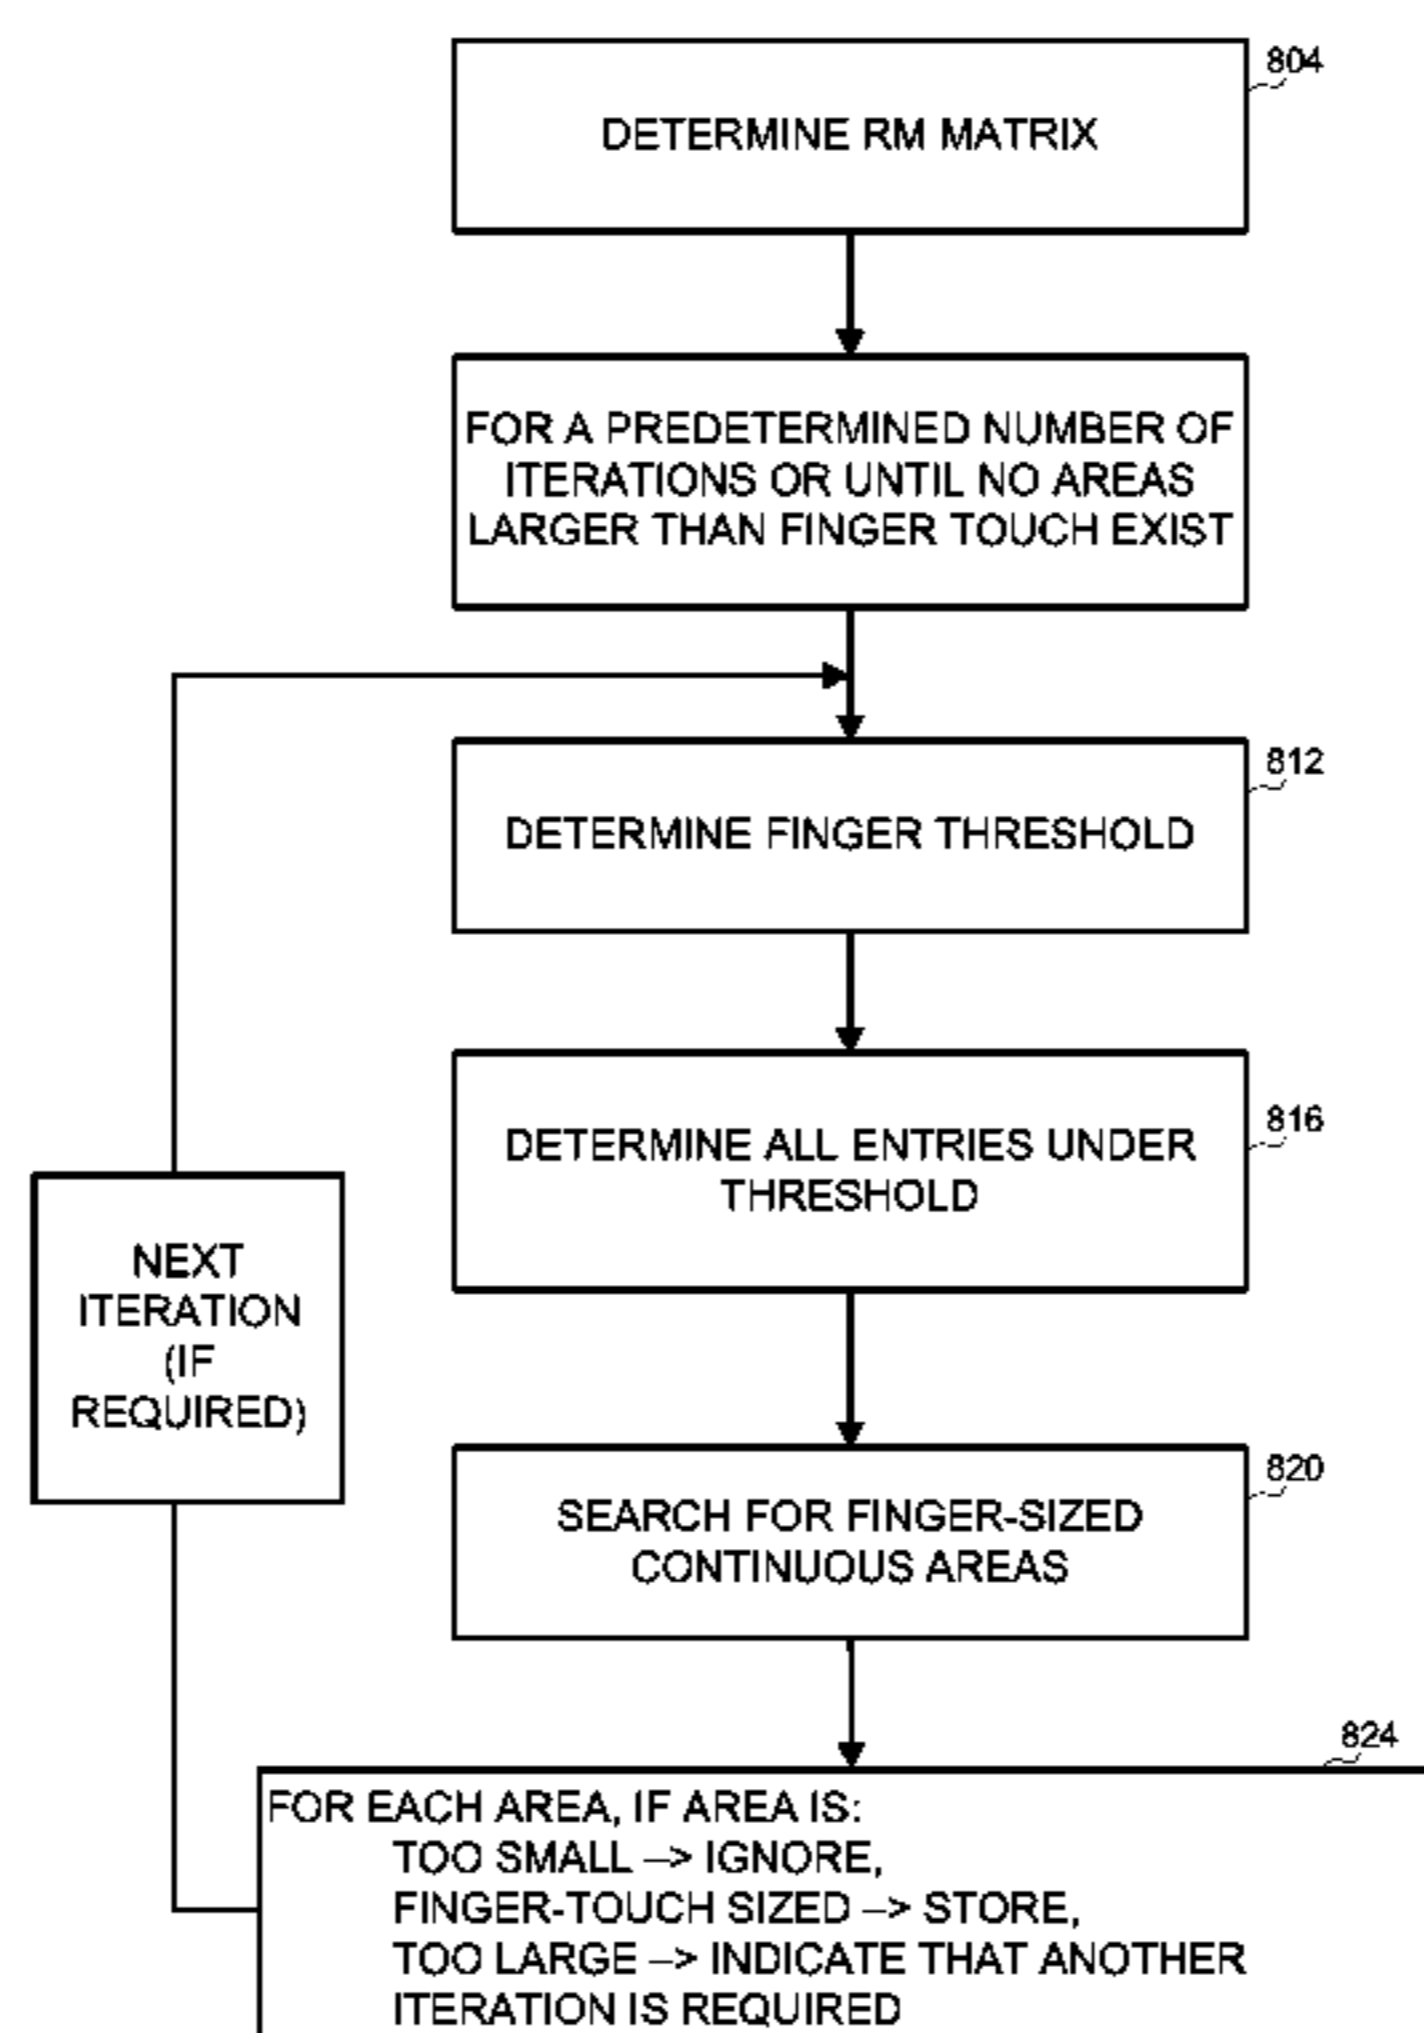 804
DETERMINE RM MATRIX
FOR A PREDETERMINED NUMBER OF
ITERATIONS OR UNTIL NO AREAS
LARGER THAN FINGER TOUCH EXIST
812
DETERMINE FINGER THRESHOLD
816
DETERMINE ALL ENTRIES UNDER
THRESHOLD
NEXT
ITERATION
(IF
REQUIRED)
820
SEARCH FOR FINGER-SIZED
CONTINUOUS AREAS
824
FOR EACH AREA, IF AREA IS:
TOO SMALL –> IGNORE,
FINGER-TOUCH SIZED –> STORE,
TOO LARGE –> INDICATE THAT ANOTHER
ITERATION IS REQUIRED